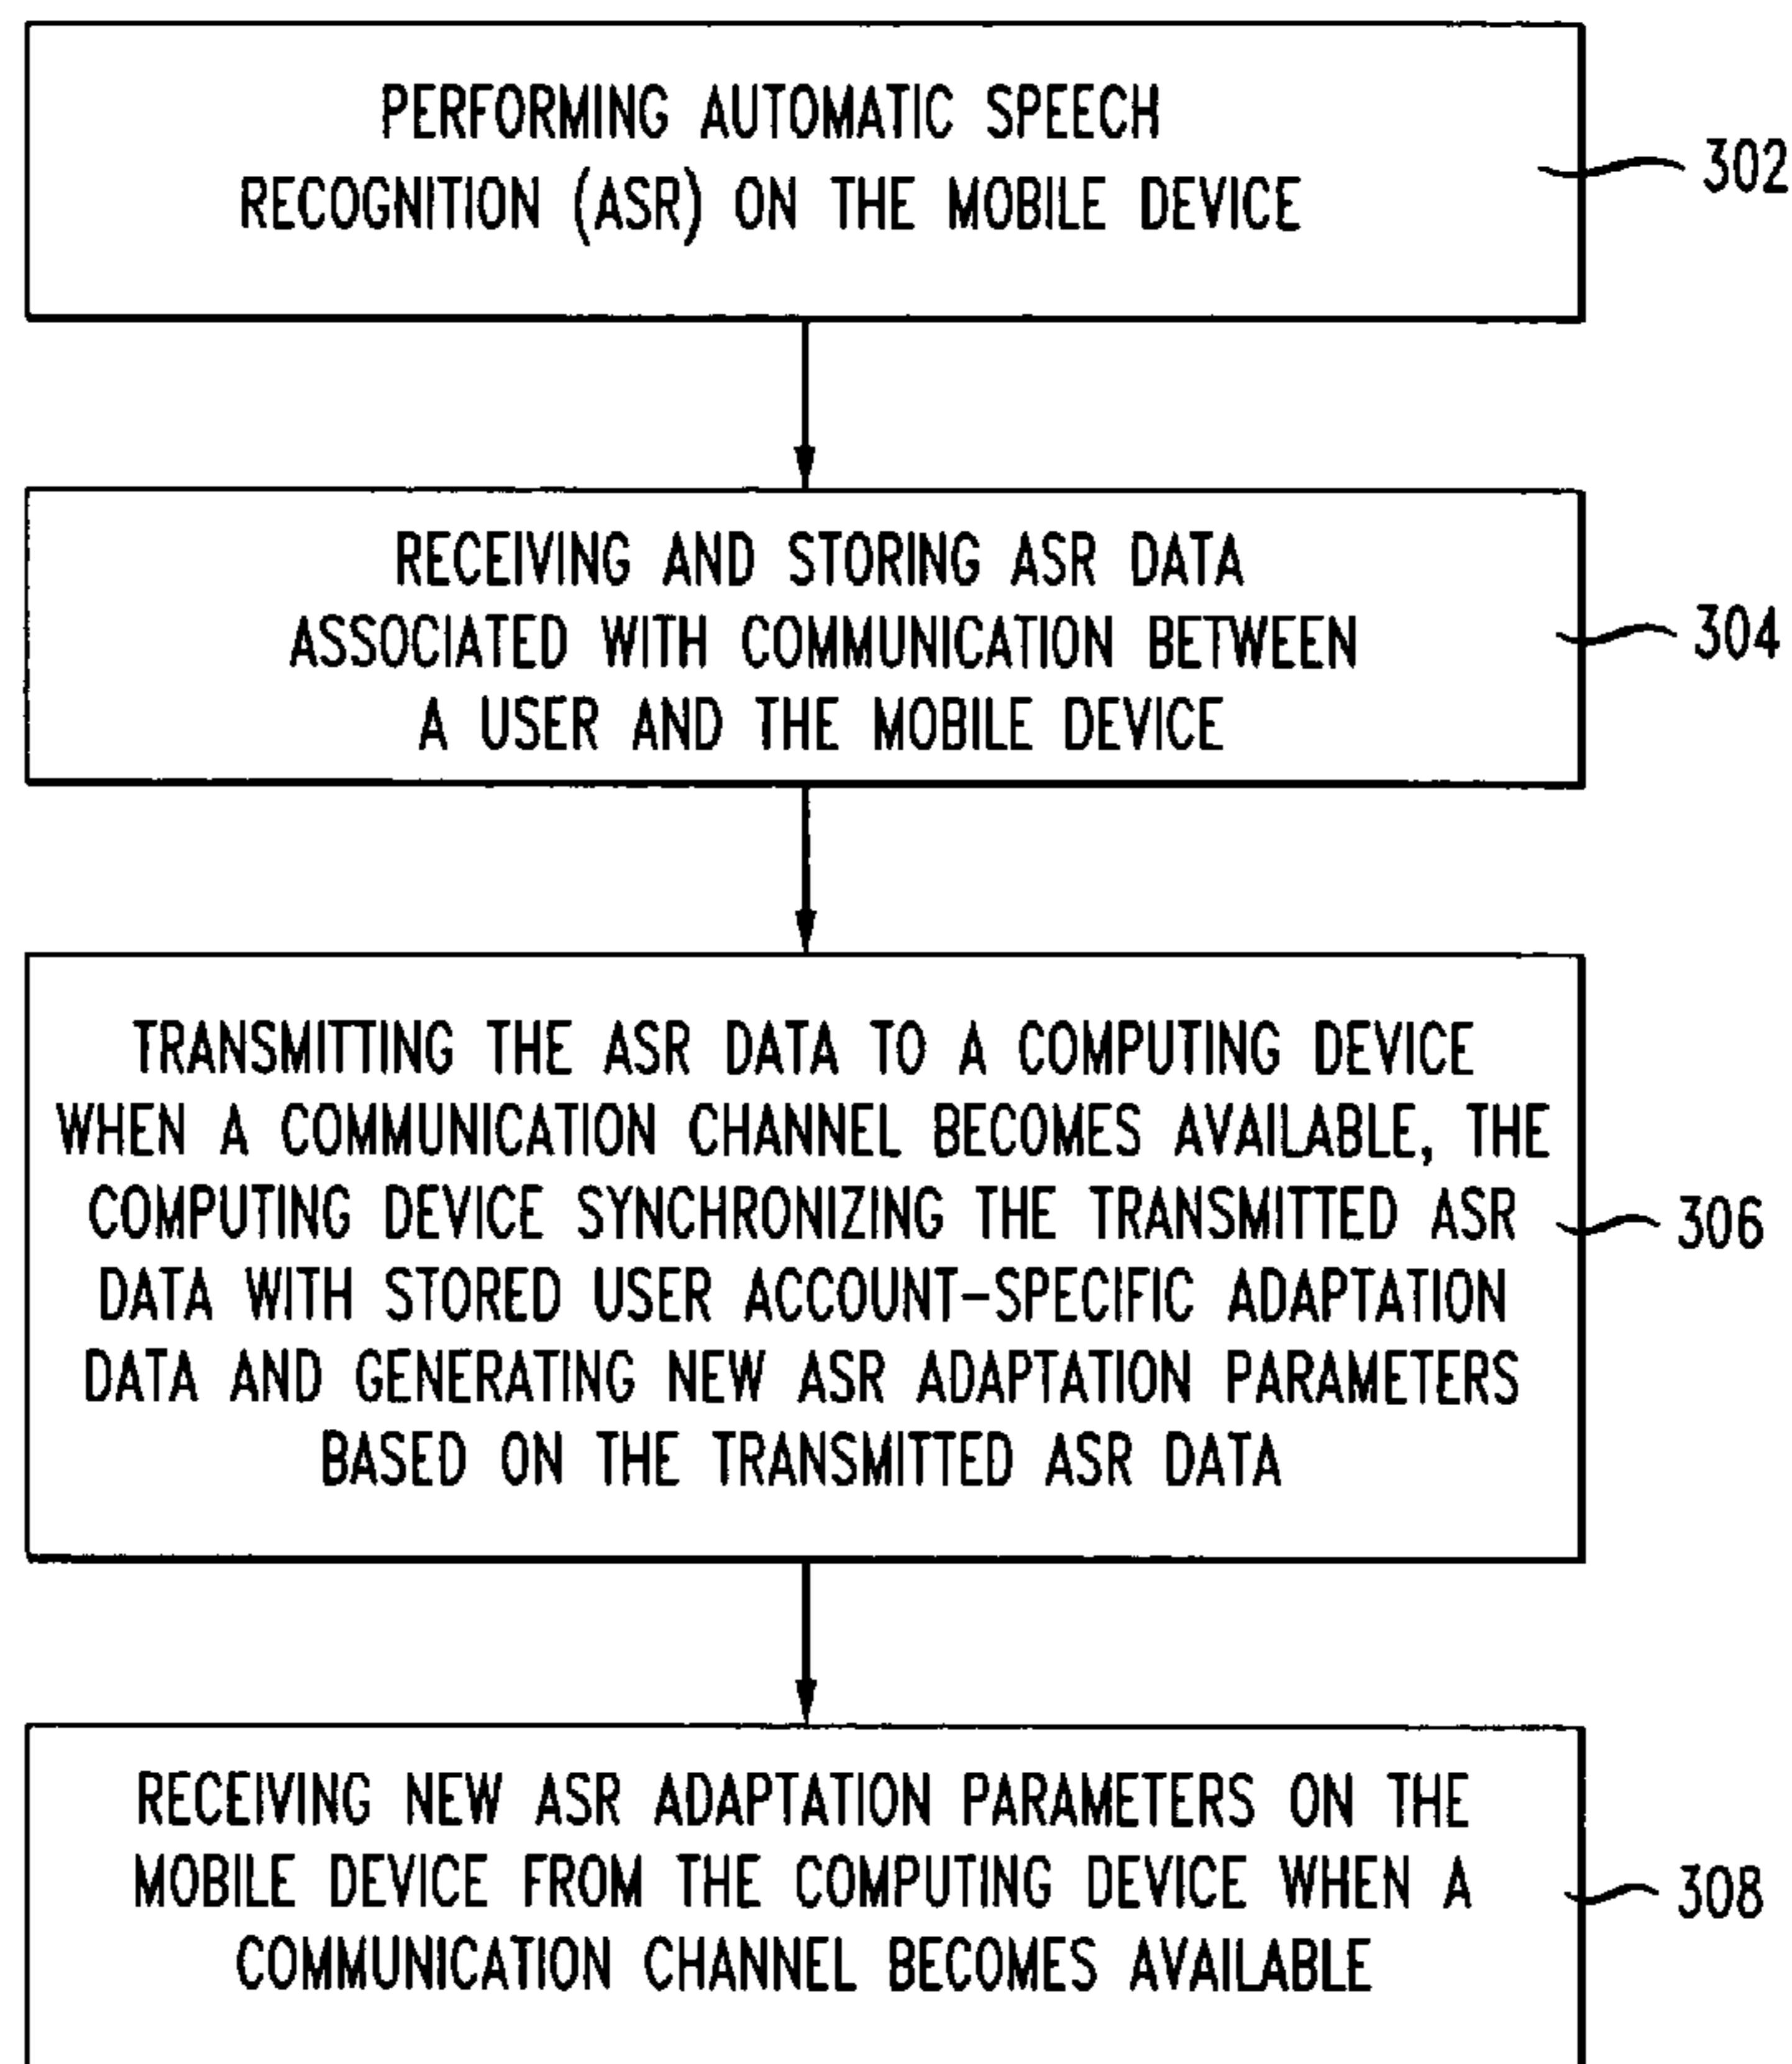 PERFORMING AUTOMATIC SPEECH
RECOGNITION (ASR) ON THE MOBILE DEVICE
302
RECEIVING AND STORING ASR DATA
ASSOCIATED WITH COMMUNICATION BETWEEN
A USER AND THE MOBILE DEVICE
304
TRANSMITTING THE ASR DATA TO A COMPUTING DEVICE
WHEN A COMMUNICATION CHANNEL BECOMES AVAILABLE, THE
COMPUTING DEVICE SYNCHRONIZING THE TRANSMITTED ASR
DATA WITH STORED USER ACCOUNT-SPECIFIC ADAPTATION
DATA AND GENERATING NEW ASR ADAPTATION PARAMETERS
BASED ON THE TRANSMITTED ASR DATA
306
RECEIVING NEW ASR ADAPTATION PARAMETERS ON THE
MOBILE DEVICE FROM THE COMPUTING DEVICE WHEN A
COMMUNICATION CHANNEL BECOMES AVAILABLE
308